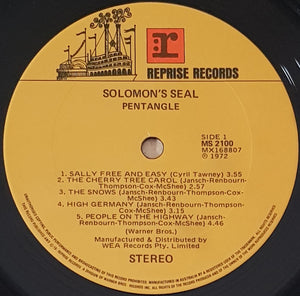 r
REPRISE RECORDS
SOLOMON'S SEAL
PENTANGLE
SIDE 1
MS 2100
MX168807
℗ 1972
1. SALLY FREE AND EASY (Cyril Tawney) 3.55
2. THE CHERRY TREE CAROL (Jansch-Renbourn-
Thompson-Cox-McShee) 2.57
3. THE SNOWS (Jansch-Renbourn-Thompson-Cox-
McShee) 3.40
4. HIGH GERMANY (Jansch-Renbourn-Thompson-
Cox-McShee) 3.15
5. PEOPLE ON THE HIGHWAY (Jansch-Renbourn-
Thompson-Cox-McShee) 4.46
(Warner Bros.)
Manufactured & Distributed by
WEA Records Pty. Limited
STEREO